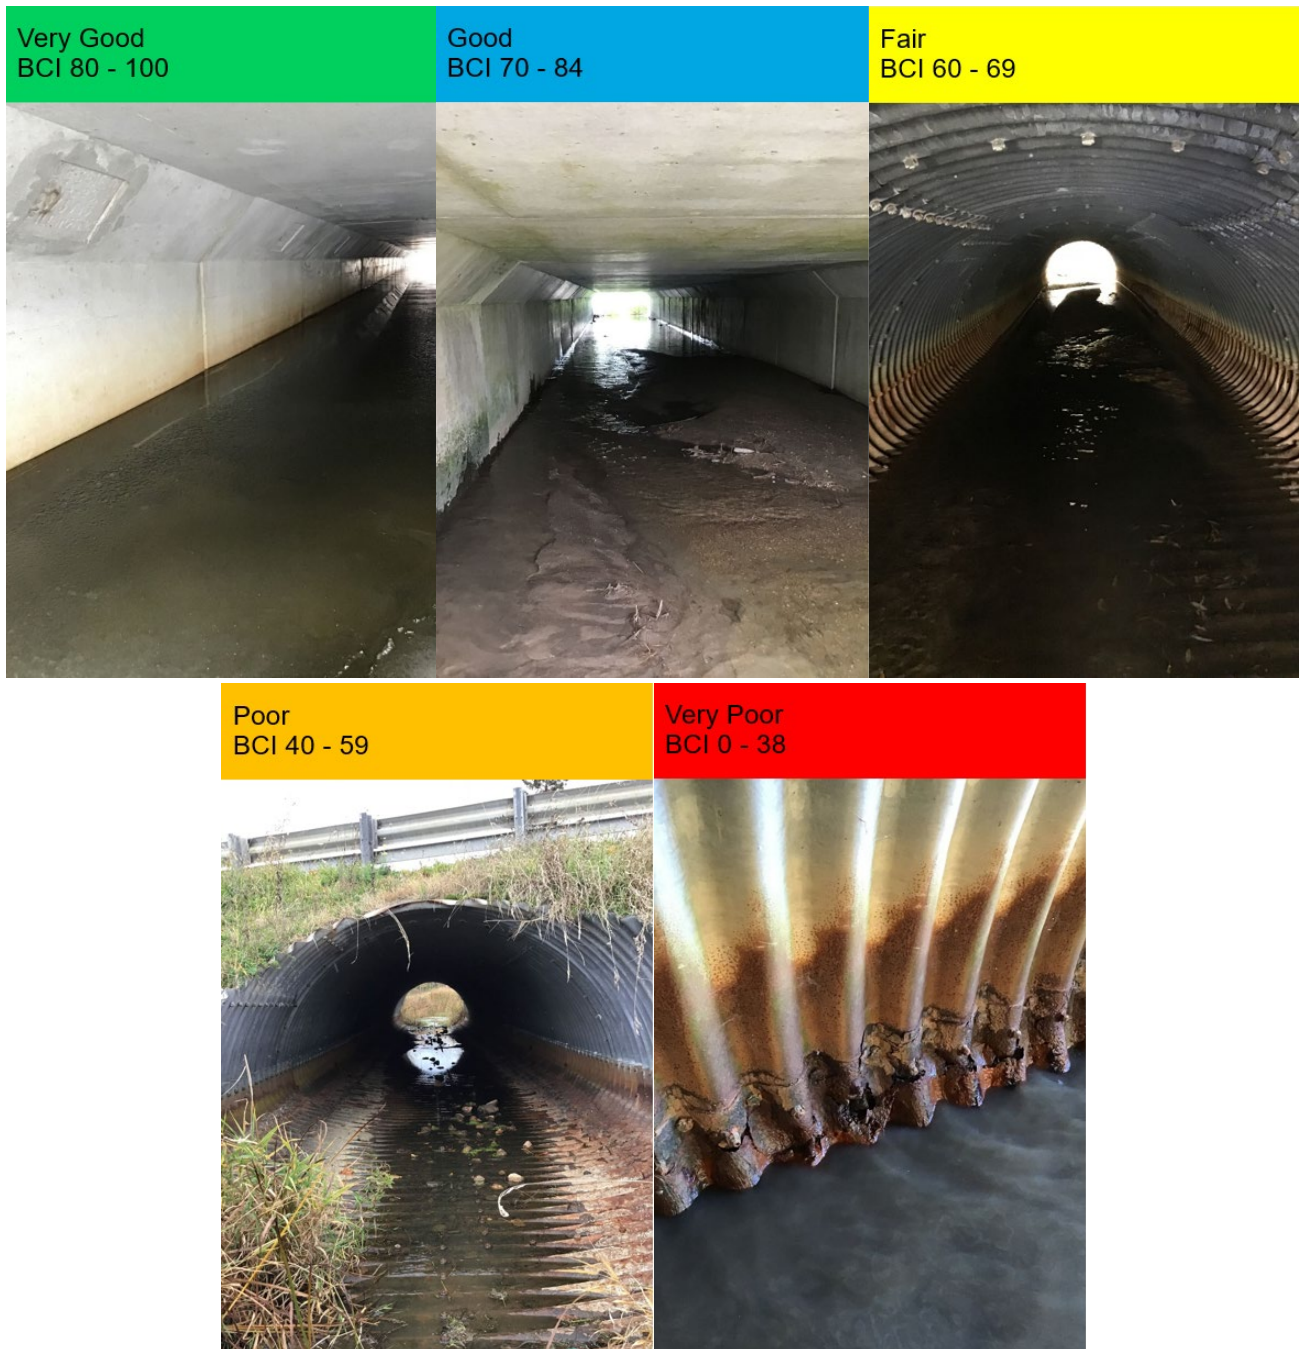 Very Good
BCI 80 - 100
Good
BCI 70 - 84
Fair
BCI 60 - 69
Poor
BCI 40 - 59
Very Poor
BCI 0 - 38